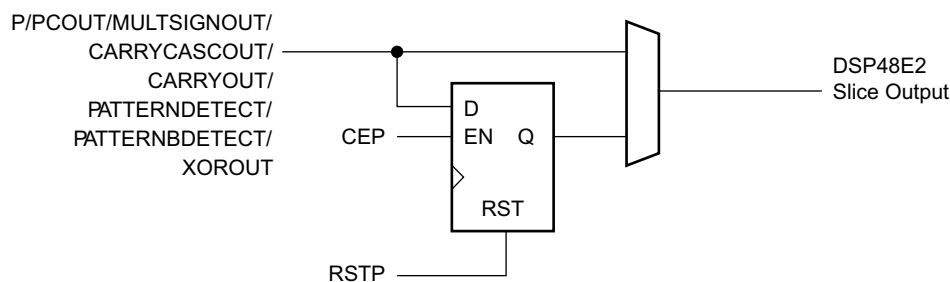 P/PCOUT/MULTSIGNOUT/
CARRYCASCOUT/
CARRYOUT/
PATTERNDETECT/
PATTERNBDETECT/
XOROUT
CEP
D
EN
Q
RST
RSTP
DSP48E2
Slice Output